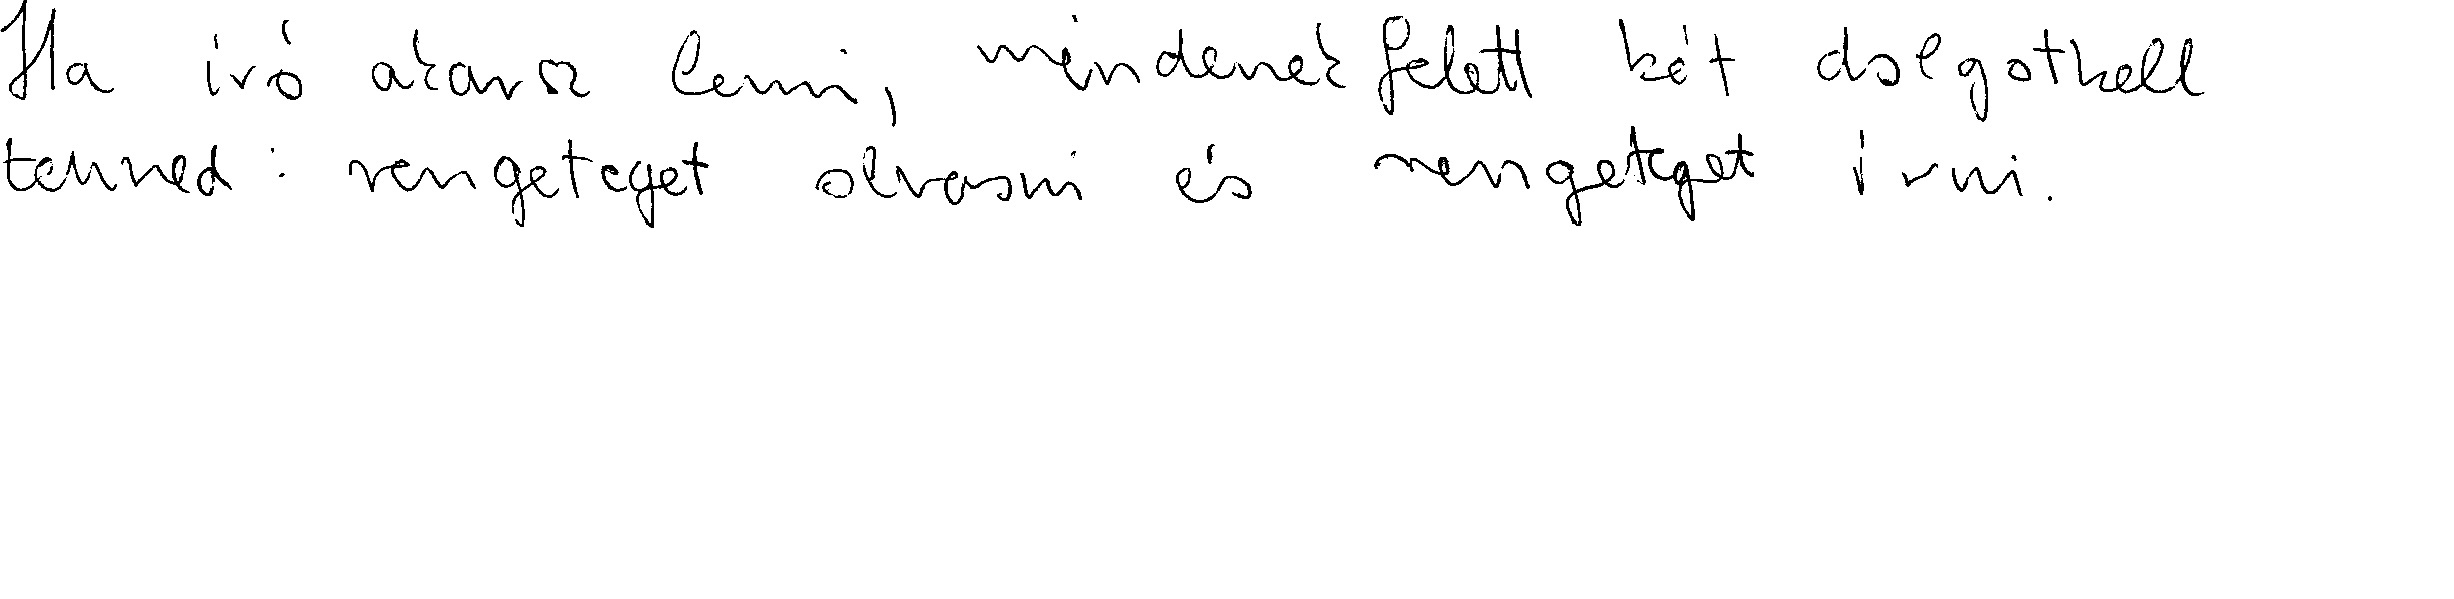 Ha író akarsz lenni, mindenek felett két dolgot kell
tenned: rengeteget olvasni és rengeteget írni.